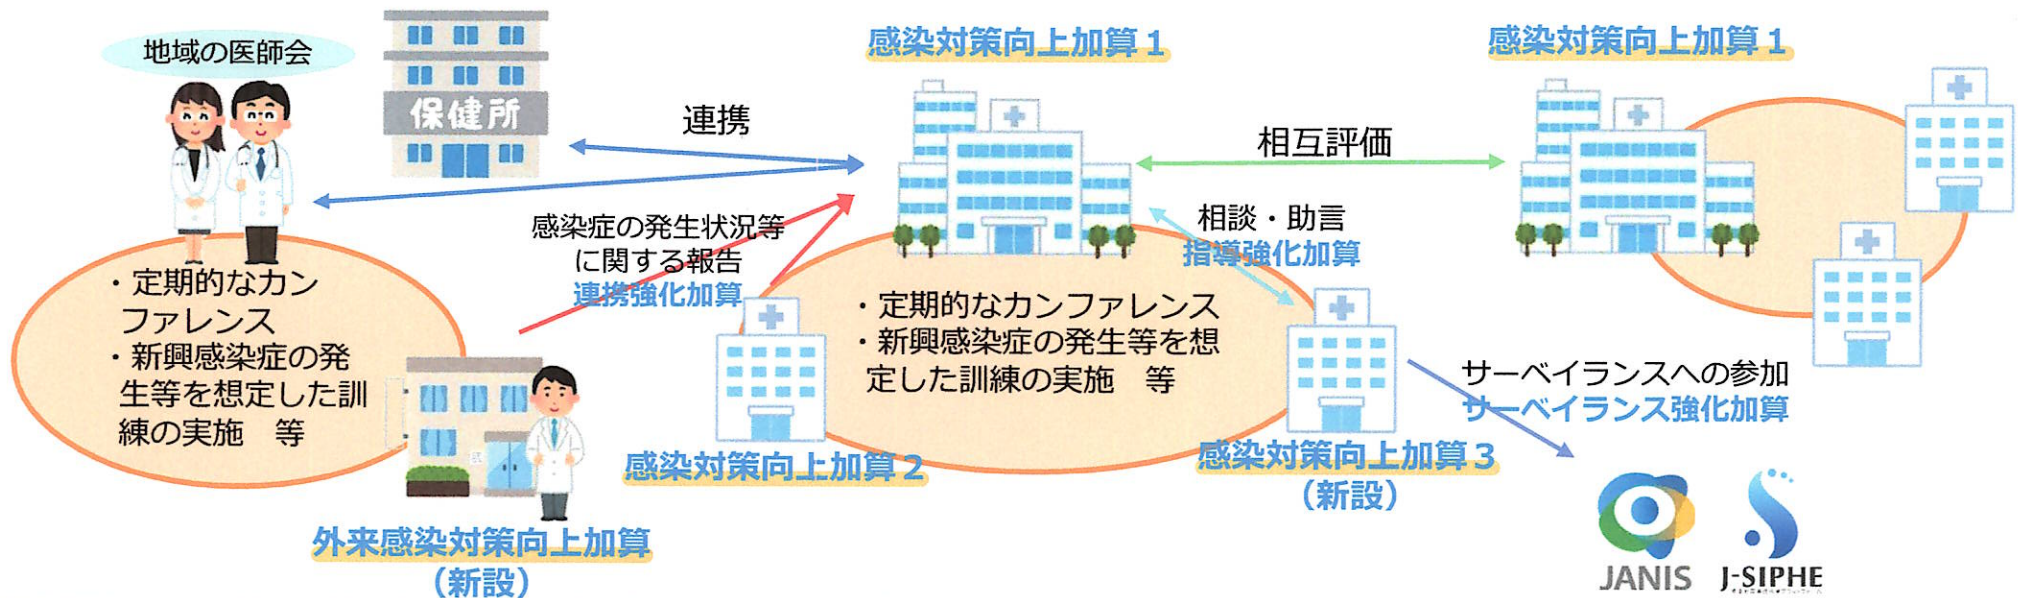 地域の医師会
保健所
連携
感染対策向上加算1
相互評価
感染対策向上加算1
感染症の発生状況等
に関する報告
連携強化加算
相談・助言
指導強化加算
・定期的なカン
ファレンス
・新興感染症の発
生等を想定した訓
練の実施　等
・定期的なカンファレンス
・新興感染症の発生等を想
定した訓練の実施　等
サーベイランスへの参加
サーベイランス強化加算
感染対策向上加算2
感染対策向上加算3
（新設）
外来感染対策向上加算
（新設）
JANIS
J-SIPHE